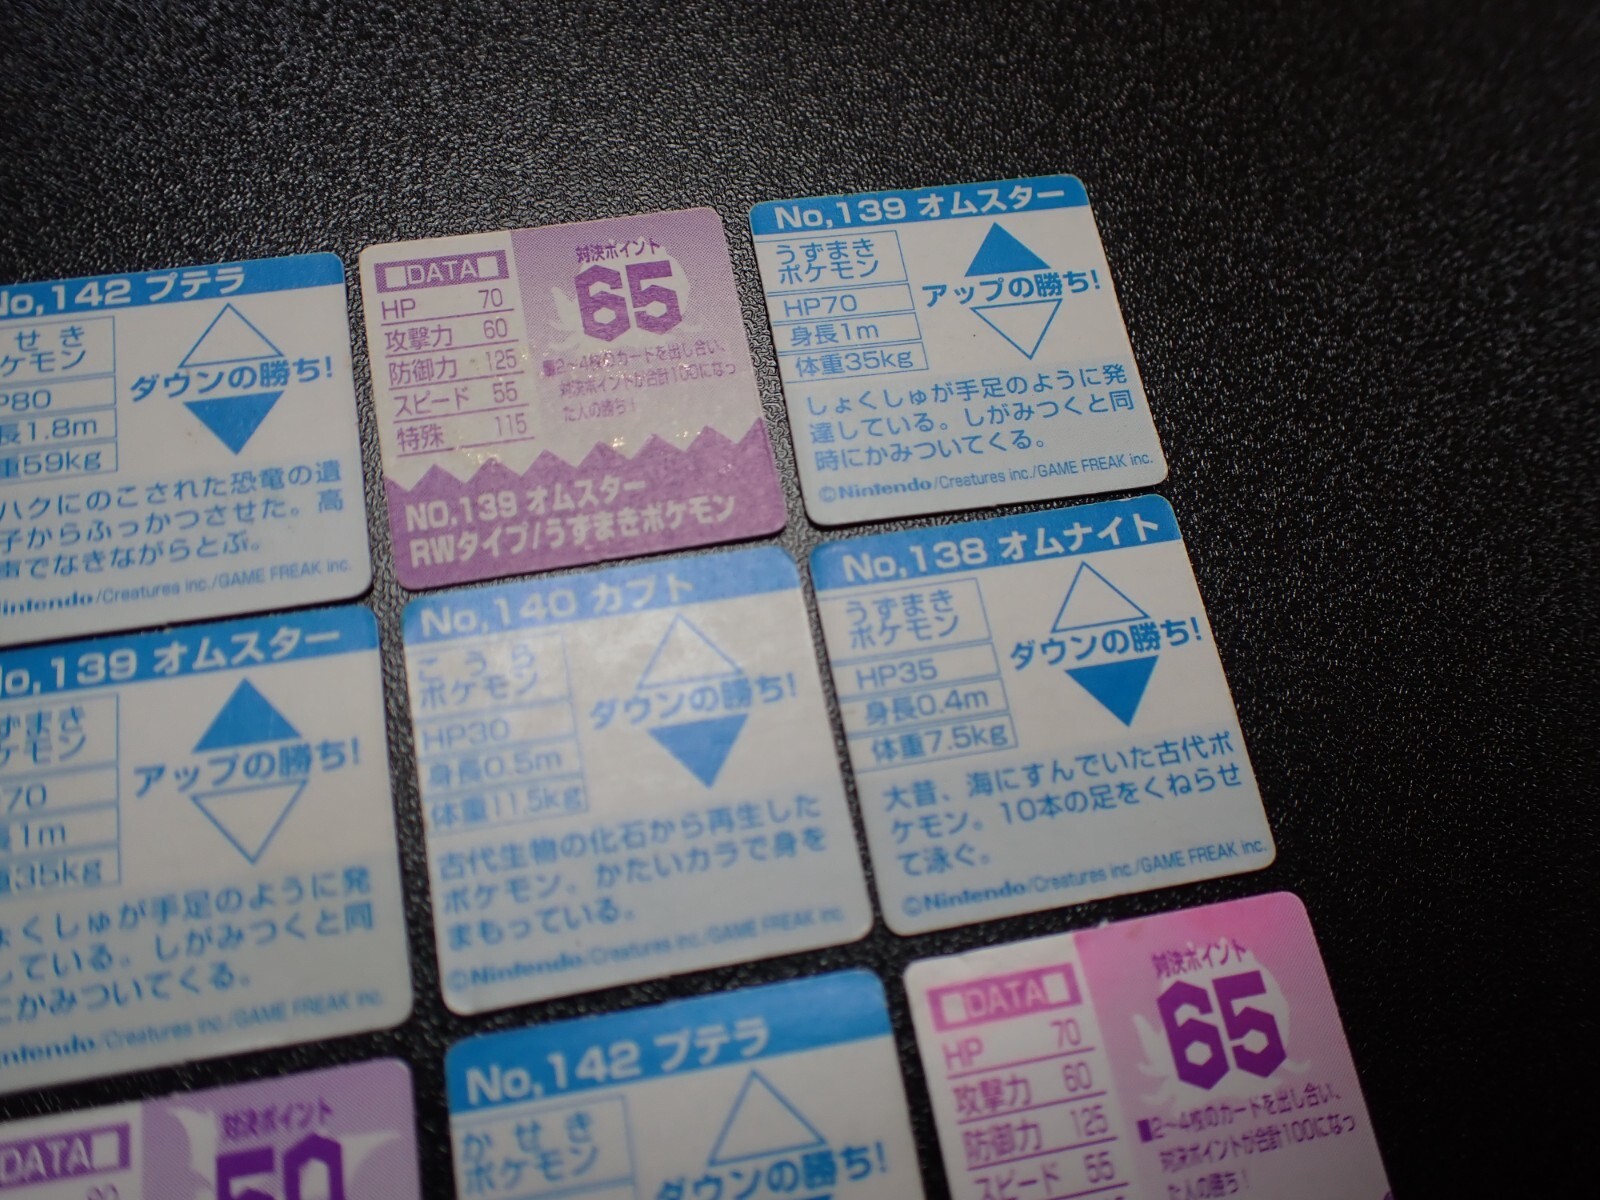 No,142 プテラ
せき
ケモン
P80
長1.8m
重59kg
ダウンの勝ち!
ハクにのこされた恐竜の遺
子からふっかつさせた。高
声でなきながらとぶ。
Nintendo/Creatures inc./GAME FREAK inc.
■DATA■
HP 70
攻撃力 60
防御力 125
スピード 55
特殊 115
対決ポイント
65
■2〜4枚のカードを出し合い、
対決ポイントが合計100になっ
た人の勝ち!
NO.139 オムスター
RWタイプ/うずまきポケモン
No,139 オムスター
うずまき
ポケモン
HP70
身長1m
体重35kg
アップの勝ち!
しょくしゅが手足のように発
達している。しがみつくと同
時にかみついてくる。
©Nintendo/Creatures inc./GAME FREAK inc.
No,139 オムスター
ずまき
ケモン
70
長1m
重35kg
アップの勝ち!
ょくしゅが手足のように発
している。しがみつくと同
にかみついてくる。
Nintendo/Creatures inc./GAME FREAK inc.
No,140 カブト
こうら
ポケモン
HP30
身長0.5m
体重11.5kg
ダウンの勝ち!
古代生物の化石から再生した
ポケモン。かたいカラで身を
まもっている。
©Nintendo/Creatures inc./GAME FREAK inc.
No,138 オムナイト
うずまき
ポケモン
HP35
身長0.4m
体重7.5kg
ダウンの勝ち!
大昔、海にすんでいた古代ポ
ケモン。10本の足をくねらせ
て泳ぐ。
©Nintendo/Creatures inc./GAME FREAK inc.
DATA■
対決ポイント
50
No,142 プテラ
かせき
ポケモン
ダウンの勝ち!
■DATA■
HP 70
攻撃力 60
防御力 125
スピード 55
対決ポイント
65
■2〜4枚のカードを出し合い、
対決ポイントが合計100になっ
た人の勝ち!